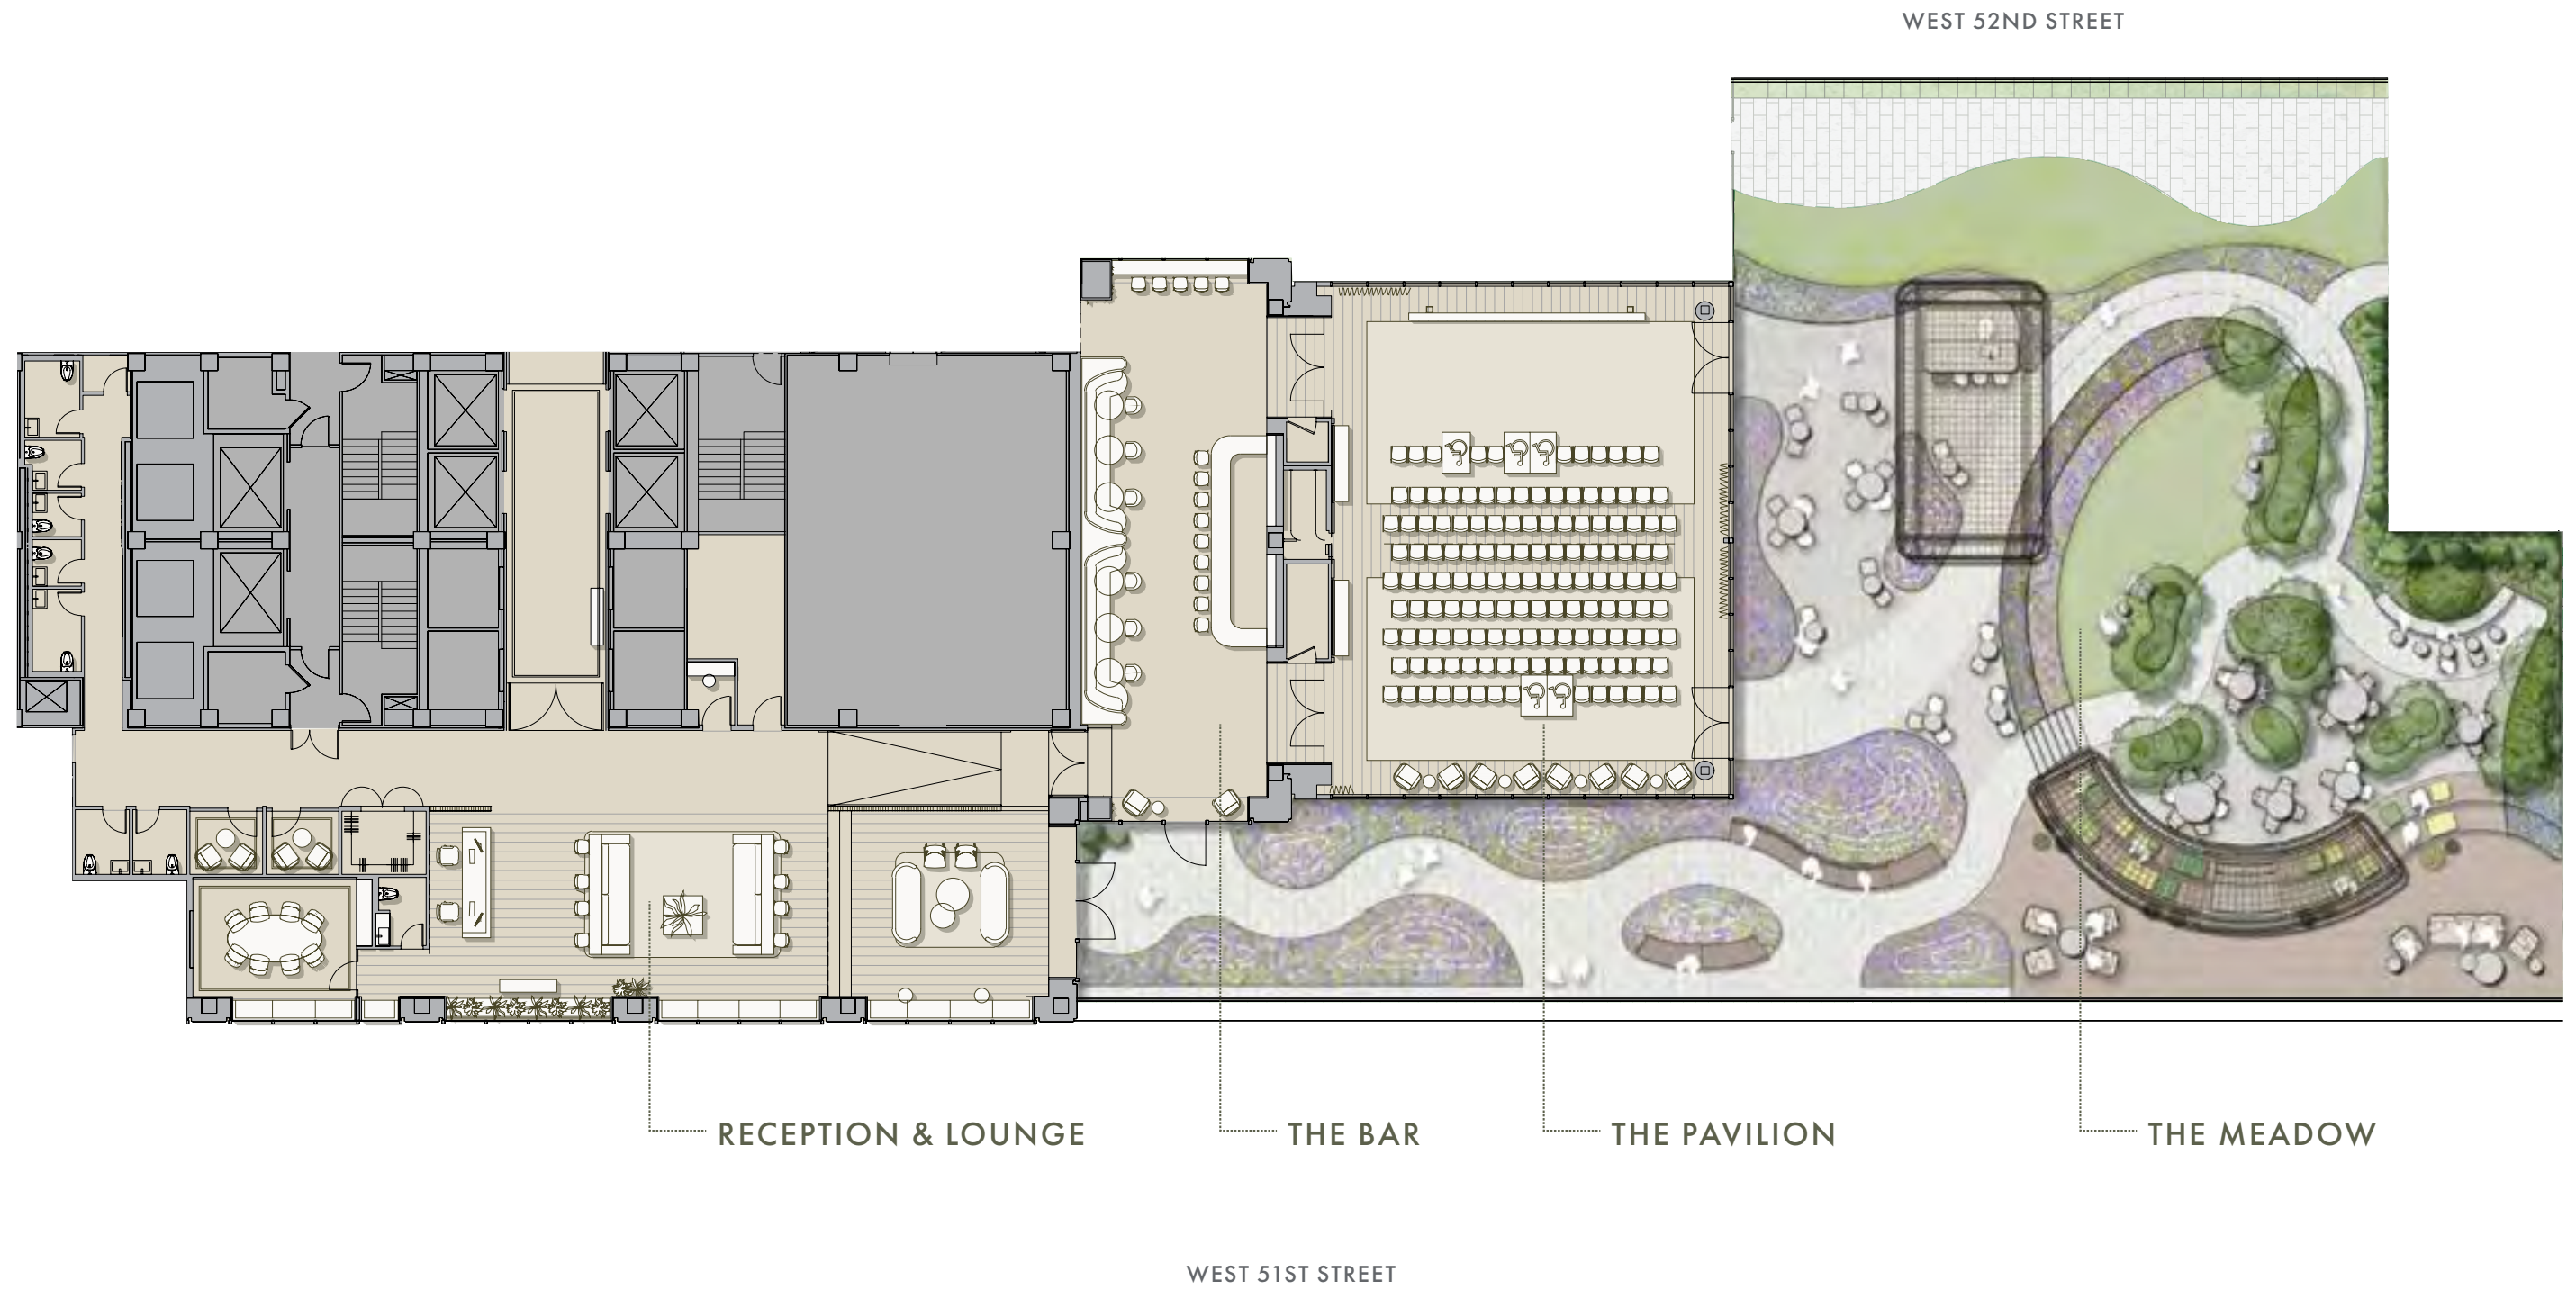 WEST 52ND STREET
RECEPTION & LOUNGE
THE BAR
THE PAVILION
THE MEADOW
WEST 51ST STREET